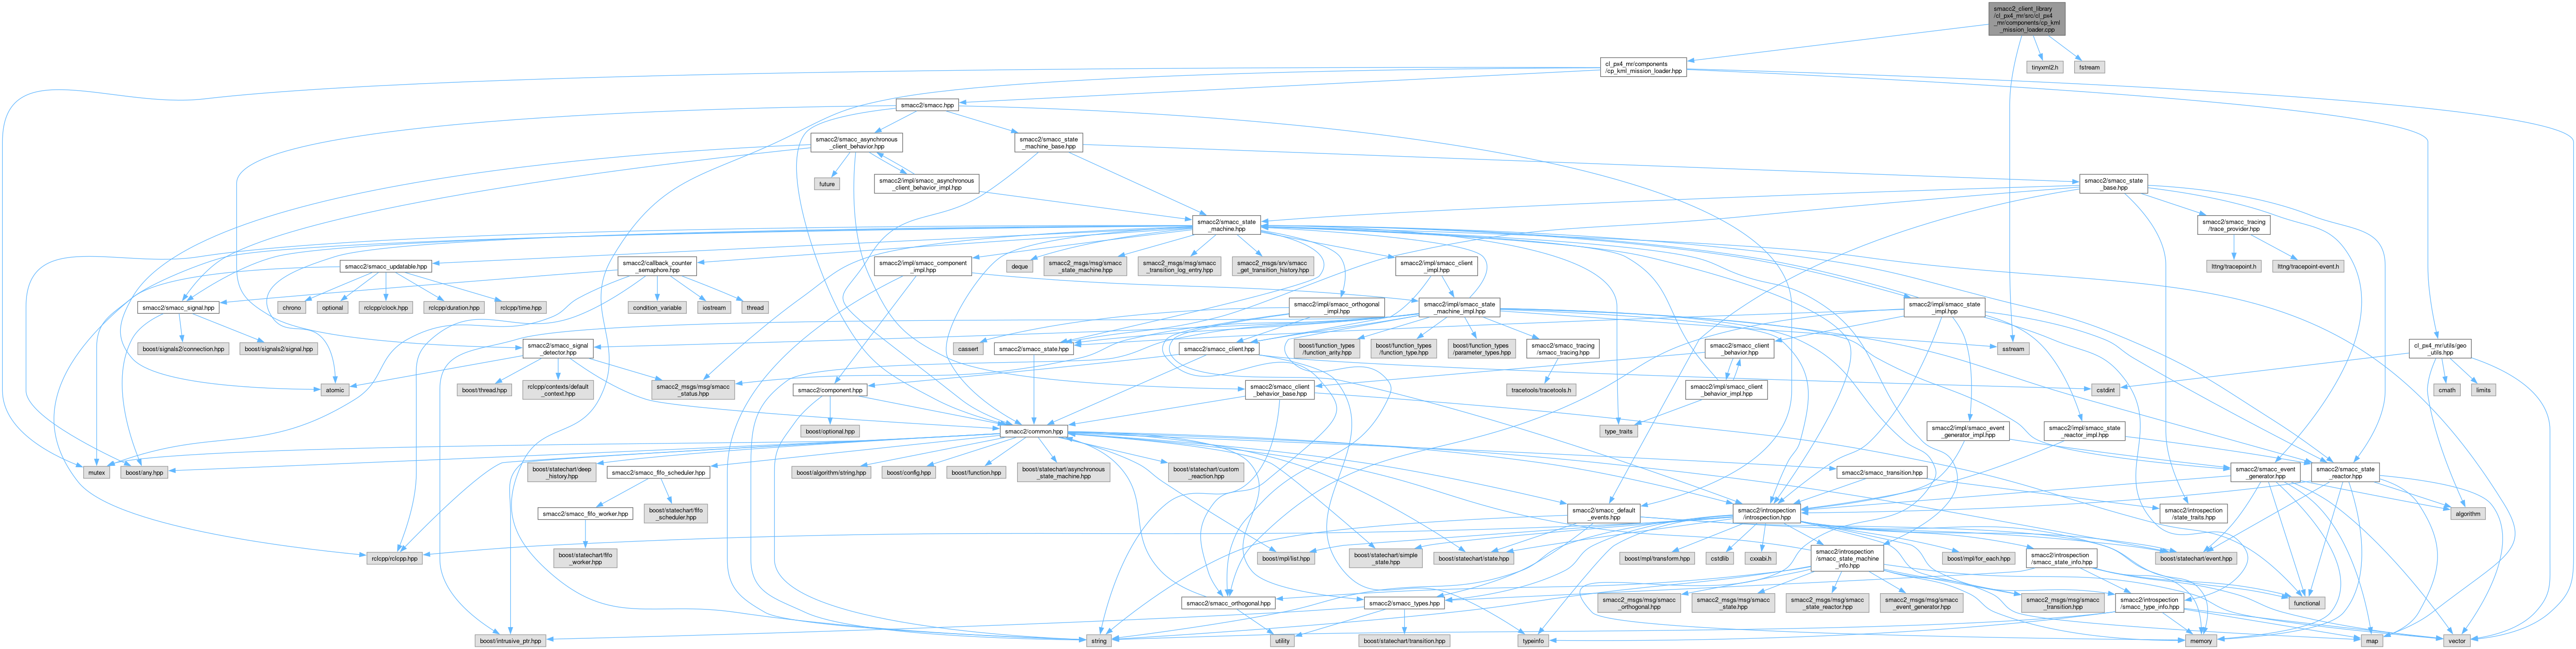 smacc2_client_library
/cl_px4_mr/src/cl_px4
_mr/components/cp_kml
_mission_loader.cpp
cl_px4_mr/components
/cp_kml_mission_loader.hpp
tinyxml2.h
fstream
smacc2/smacc.hpp
smacc2/smacc_asynchronous
_client_behavior.hpp
smacc2/smacc_state
_machine_base.hpp
future
smacc2/impl/smacc_asynchronous
_client_behavior_impl.hpp
smacc2/smacc_state
_base.hpp
smacc2/smacc_state
_machine.hpp
smacc2/smacc_tracing
/trace_provider.hpp
smacc2/smacc_updatable.hpp
smacc2/callback_counter
_semaphore.hpp
smacc2/impl/smacc_component
_impl.hpp
deque
smacc2_msgs/msg/smacc
_state_machine.hpp
smacc2_msgs/msg/smacc
_transition_log_entry.hpp
smacc2_msgs/srv/smacc
_get_transition_history.hpp
smacc2/impl/smacc_client
_impl.hpp
lttng/tracepoint.h
lttng/tracepoint-event.h
smacc2/smacc_signal.hpp
chrono
optional
rclcpp/clock.hpp
rclcpp/duration.hpp
rclcpp/time.hpp
condition_variable
iostream
thread
smacc2/impl/smacc_orthogonal
_impl.hpp
smacc2/impl/smacc_state
_machine_impl.hpp
smacc2/impl/smacc_state
_impl.hpp
boost/signals2/connection.hpp
boost/signals2/signal.hpp
smacc2/smacc_signal
_detector.hpp
cassert
smacc2/smacc_state.hpp
smacc2/smacc_client.hpp
boost/function_types
/function_arity.hpp
boost/function_types
/function_type.hpp
boost/function_types
/parameter_types.hpp
smacc2/smacc_tracing
/smacc_tracing.hpp
smacc2/smacc_client
_behavior.hpp
sstream
cl_px4_mr/utils/geo
_utils.hpp
atomic
boost/thread.hpp
rclcpp/contexts/default
_context.hpp
smacc2_msgs/msg/smacc
_status.hpp
smacc2/component.hpp
smacc2/smacc_client
_behavior_base.hpp
tracetools/tracetools.h
smacc2/impl/smacc_client
_behavior_impl.hpp
cstdint
cmath
limits
smacc2/common.hpp
boost/optional.hpp
type_traits
smacc2/impl/smacc_event
_generator_impl.hpp
smacc2/impl/smacc_state
_reactor_impl.hpp
mutex
boost/any.hpp
boost/statechart/deep
_history.hpp
smacc2/smacc_fifo_scheduler.hpp
boost/algorithm/string.hpp
boost/config.hpp
boost/function.hpp
boost/statechart/asynchronous
_state_machine.hpp
boost/statechart/custom
_reaction.hpp
smacc2/smacc_transition.hpp
smacc2/smacc_event
_generator.hpp
smacc2/smacc_state
_reactor.hpp
smacc2/smacc_fifo_worker.hpp
boost/statechart/fifo
_scheduler.hpp
smacc2/smacc_default
_events.hpp
smacc2/introspection
/introspection.hpp
smacc2/introspection
/state_traits.hpp
algorithm
rclcpp/rclcpp.hpp
boost/statechart/fifo
_worker.hpp
boost/mpl/list.hpp
boost/statechart/simple
_state.hpp
boost/statechart/state.hpp
boost/mpl/transform.hpp
cstdlib
cxxabi.h
smacc2/introspection
/smacc_state_machine
_info.hpp
boost/mpl/for_each.hpp
smacc2/introspection
/smacc_state_info.hpp
boost/statechart/event.hpp
smacc2/smacc_orthogonal.hpp
smacc2/smacc_types.hpp
smacc2_msgs/msg/smacc
_orthogonal.hpp
smacc2_msgs/msg/smacc
_state.hpp
smacc2_msgs/msg/smacc
_state_reactor.hpp
smacc2_msgs/msg/smacc
_event_generator.hpp
smacc2_msgs/msg/smacc
_transition.hpp
smacc2/introspection
/smacc_type_info.hpp
functional
boost/intrusive_ptr.hpp
string
utility
boost/statechart/transition.hpp
typeinfo
memory
map
vector